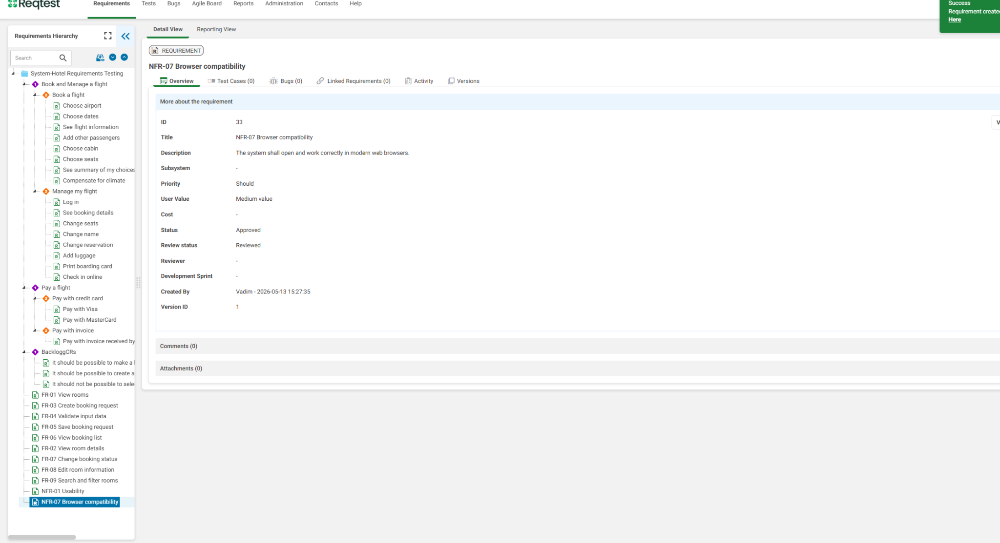 Reqtest
Requirements
Tests
Bugs
Agile Board
Reports
Administration
Contacts
Help
Success
Requirement created
Here
Requirements Hierarchy
Search
System-Hotel Requirements Testing
Book and Manage a flight
Book a flight
Choose airport
Choose dates
See flight information
Add other passengers
Choose cabin
Choose seats
See summary of my choices
Compensate for climate
Manage my flight
Log in
See booking details
Change seats
Change name
Change reservation
Add luggage
Print boarding card
Check in online
Pay a flight
Pay with credit card
Pay with Visa
Pay with MasterCard
Pay with invoice
Pay with invoice received by
BackloggCRs
It should be possible to make a
It should be possible to create a
It should not be possible to sele
FR-01 View rooms
FR-03 Create booking request
FR-04 Validate input data
FR-05 Save booking request
FR-06 View booking list
FR-02 View room details
FR-07 Change booking status
FR-08 Edit room information
FR-09 Search and filter rooms
NFR-01 Usability
NFR-07 Browser compatibility
Detail View
Reporting View
REQUIREMENT
NFR-07 Browser compatibility
Overview
Test Cases (0)
Bugs (0)
Linked Requirements (0)
Activity
Versions
More about the requirement
ID 33
Title NFR-07 Browser compatibility
Description The system shall open and work correctly in modern web browsers.
Subsystem -
Priority Should
User Value Medium value
Cost -
Status Approved
Review status Reviewed
Reviewer -
Development Sprint -
Created By Vadim - 2026-05-13 15:27:35
Version ID 1
Comments (0)
Attachments (0)